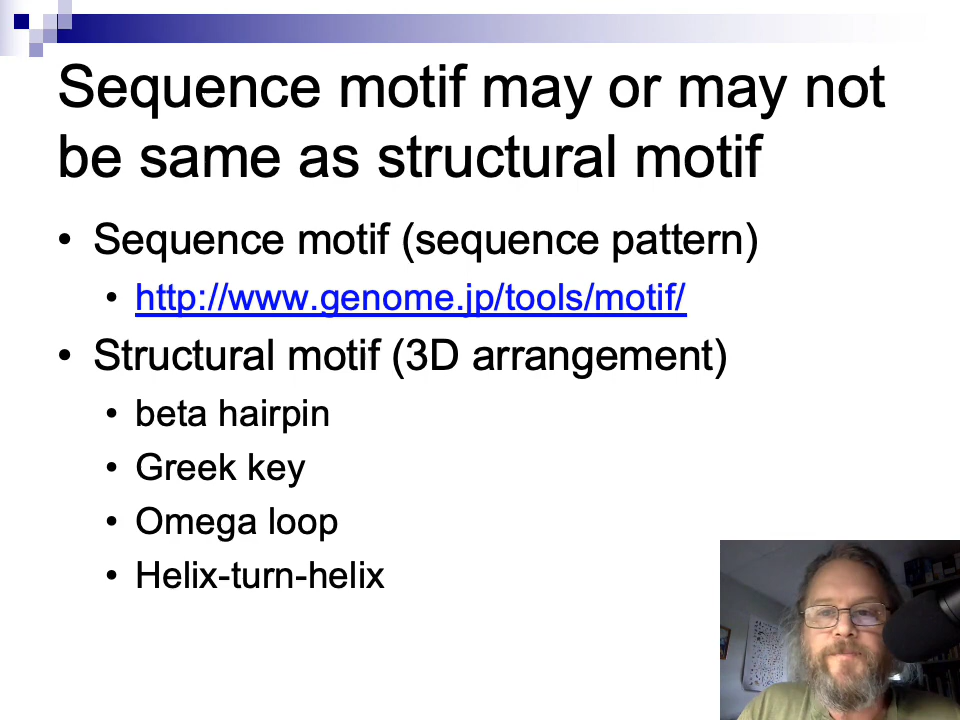 Sequence motif may or may not
be same as structural motif
• Sequence motif (sequence pattern)
• http://www.genome.jp/tools/motif/
• Structural motif (3D arrangement)
• beta hairpin
• Greek key
• Omega loop
• Helix-turn-helix